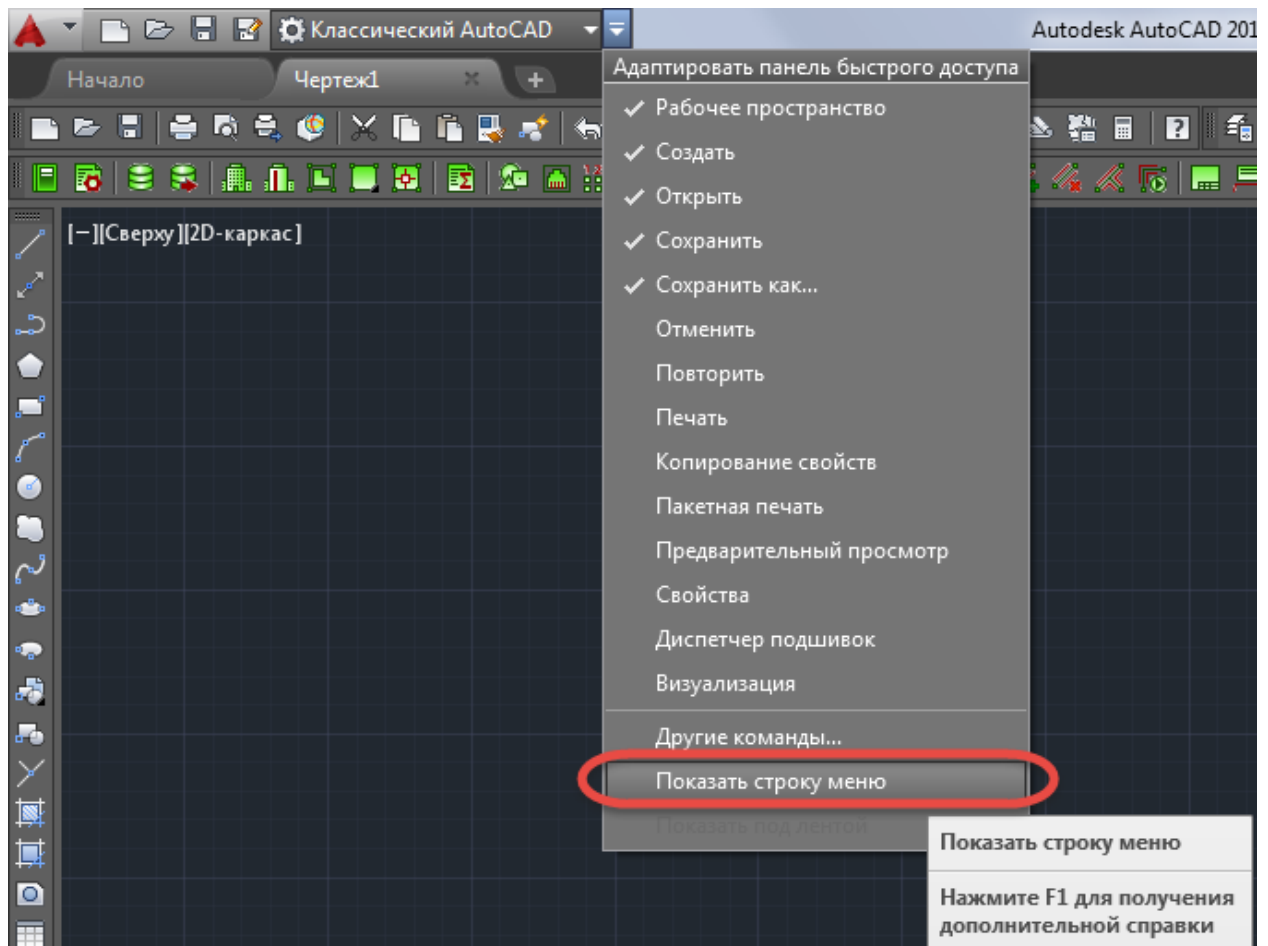 Классический AutoCAD
Autodesk AutoCAD 201
Начало
Чертеж1
Адаптировать панель быстрого доступа
Рабочее пространство
Создать
Открыть
Сохранить
Сохранить как...
Отменить
Повторить
Печать
Копирование свойств
Пакетная печать
Предварительный просмотр
Свойства
Диспетчер подшивок
Визуализация
Другие команды...
Показать строку меню
Показать под лентой
[−][Сверху][2D-каркас]
Показать строку меню
Нажмите F1 для получения
дополнительной справки